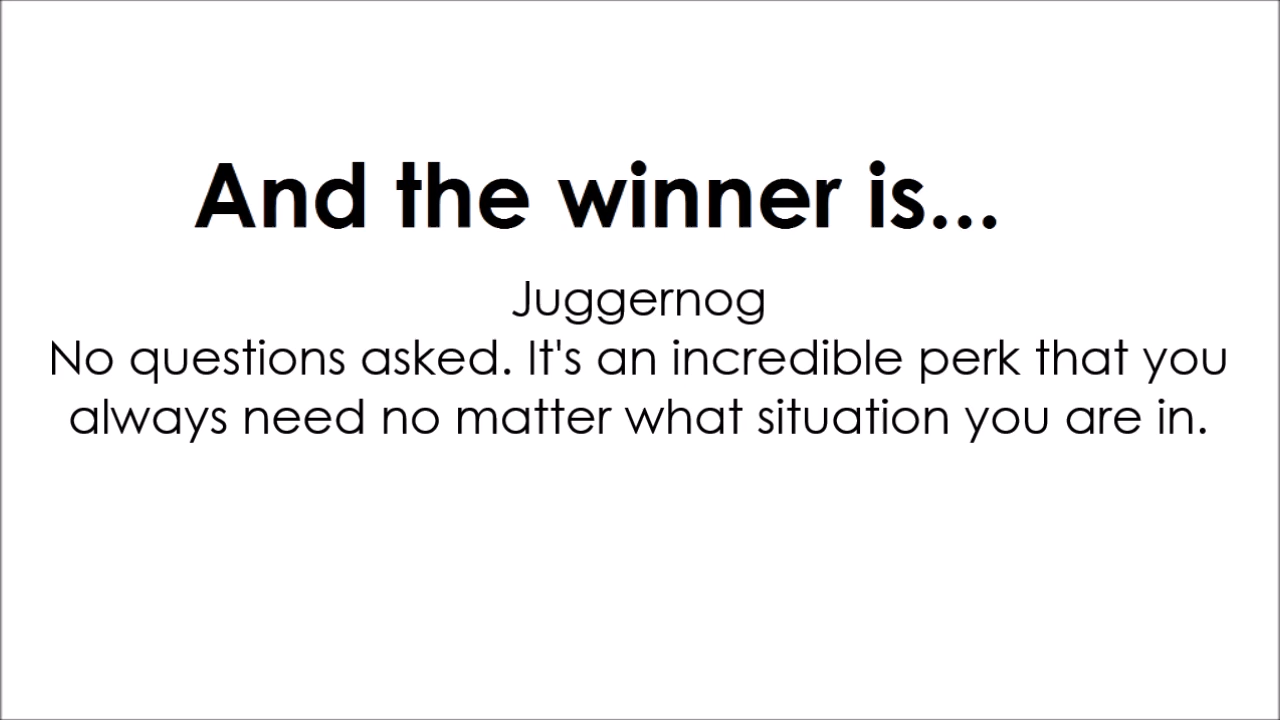 And the winner is...
Juggernog
No questions asked. It's an incredible perk that you
always need no matter what situation you are in.